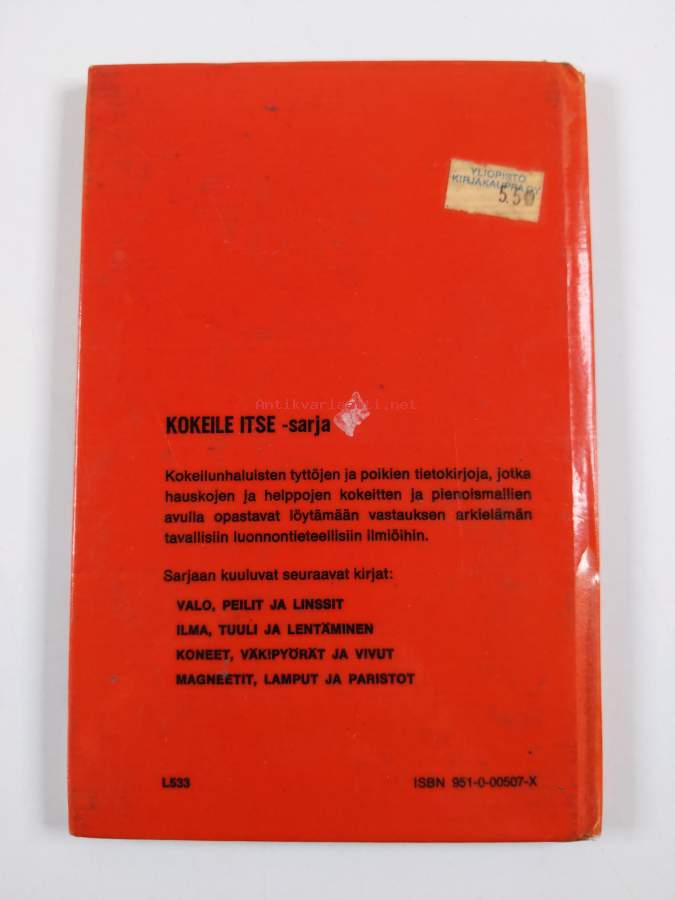 YLIOPISTO
KIRJAKAUPPA OY
5.50
Antikvariaatti.net
KOKEILE ITSE -sarja
Kokeilunhaluisten tyttöjen ja poikien tietokirjoja, jotka
hauskojen ja helppojen kokeitten ja pienoismallien
avulla opastavat löytämään vastauksen arkielämän
tavallisiin luonnontieteellisiin ilmiöihin.
Sarjaan kuuluvat seuraavat kirjat:
VALO, PEILIT JA LINSSIT
ILMA, TUULI JA LENTÄMINEN
KONEET, VÄKIPYÖRÄT JA VIVUT
MAGNEETIT, LAMPUT JA PARISTOT
L533
ISBN 951-0-00507-X